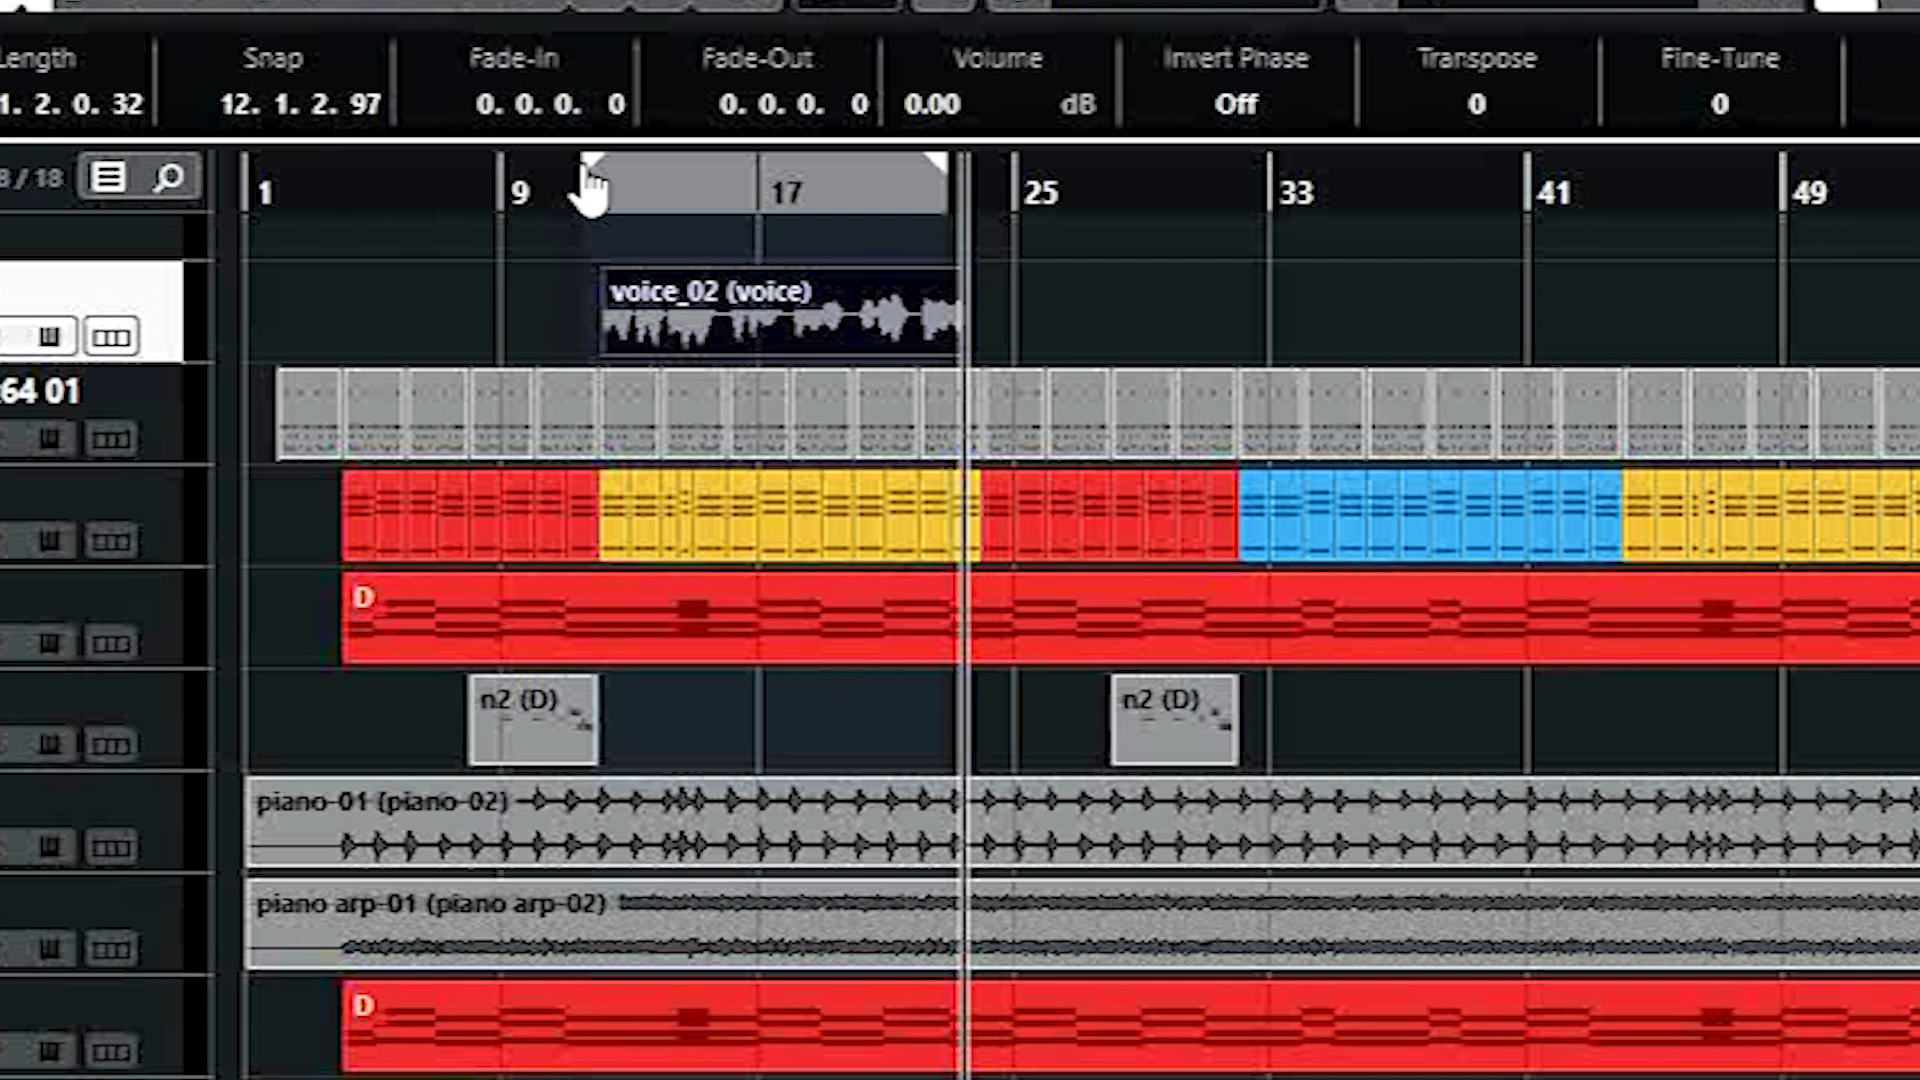 Length Snap Fade-In Fade-Out Volume Invert Phase Transpose Fine-Tune
1. 2. 0. 32 12. 1. 2. 97 0. 0. 0. 0 0. 0. 0. 0 0.00 dB Off 0 0
/ 18 1 9 17 25 33 41 49
voice_02 (voice)
64 01
D
n2 (D) n2 (D)
piano-01 (piano-02)
piano arp-01 (piano arp-02)
D